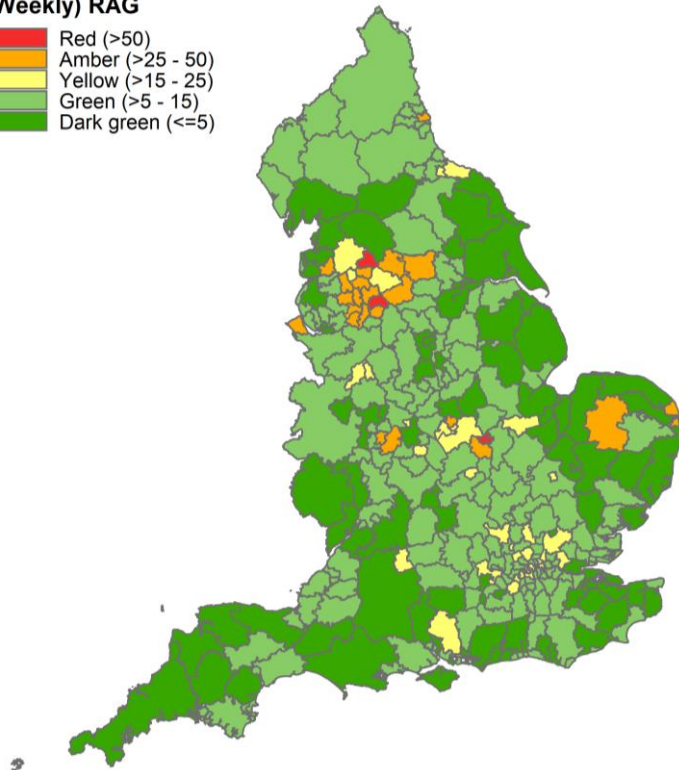 Weekly) RAG
Red (>50)
Amber (>25 - 50)
Yellow (>15 - 25)
Green (>5 - 15)
Dark green (<=5)